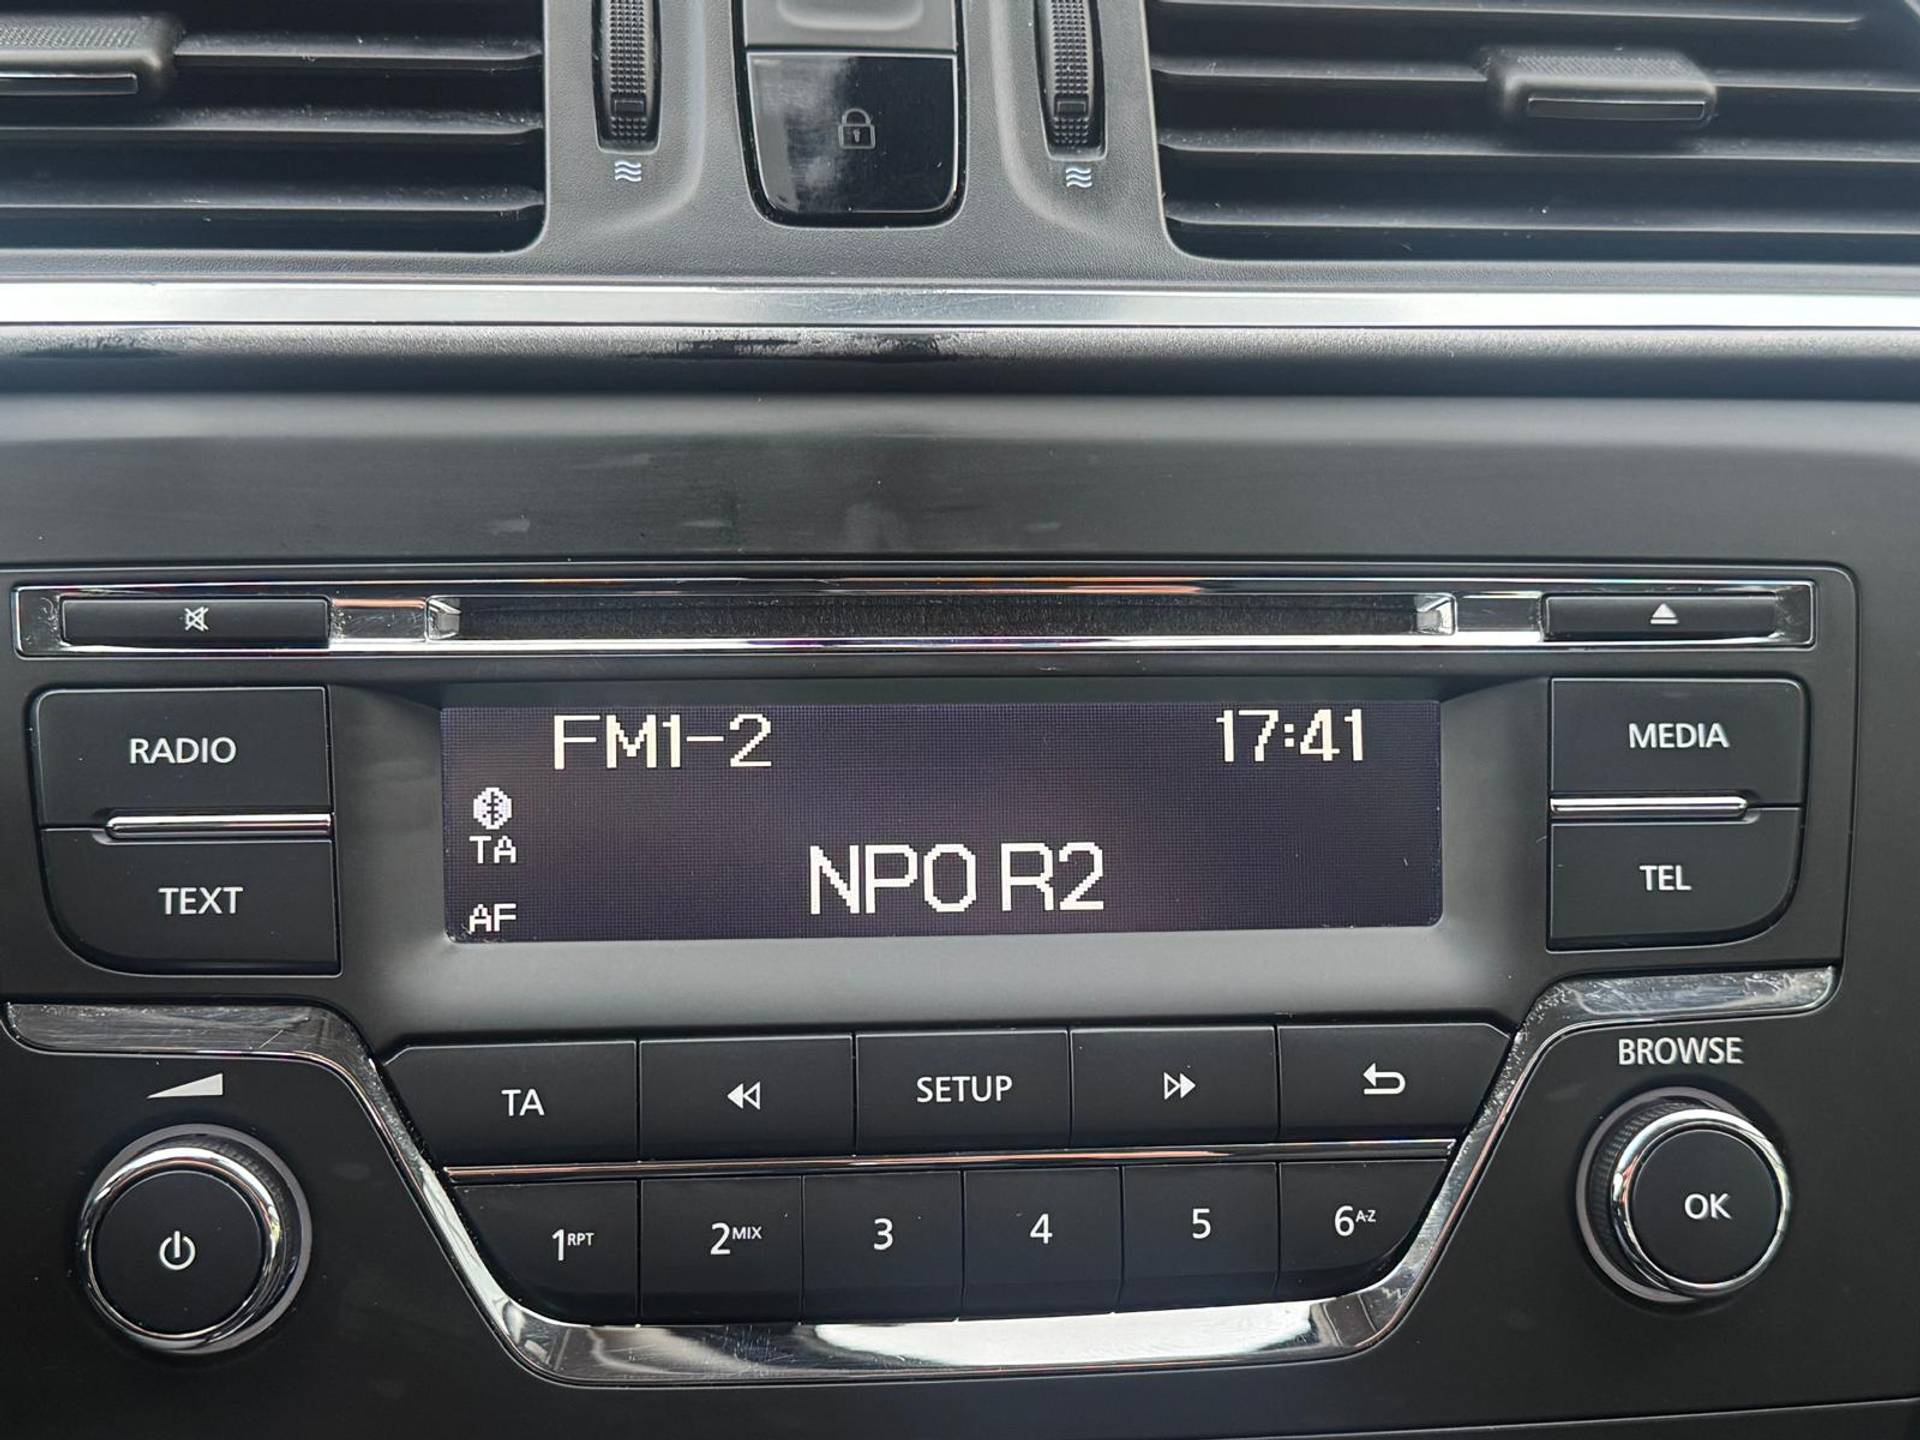 RADIO
TEXT
FM1-2 17:41
TA
NPO R2
AF
MEDIA
TEL
BROWSE
TA SETUP
1RPT 2MIX 3 4 5 6A-Z
OK